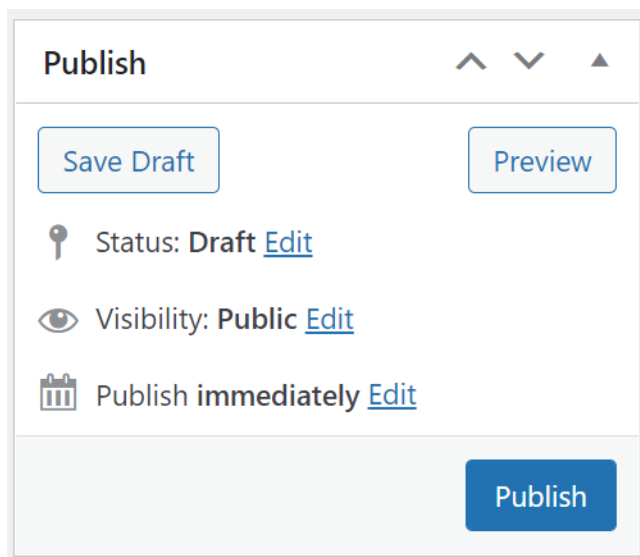 Publish
Save Draft
Preview
Status: Draft Edit
Visibility: Public Edit
Publish immediately Edit
Publish